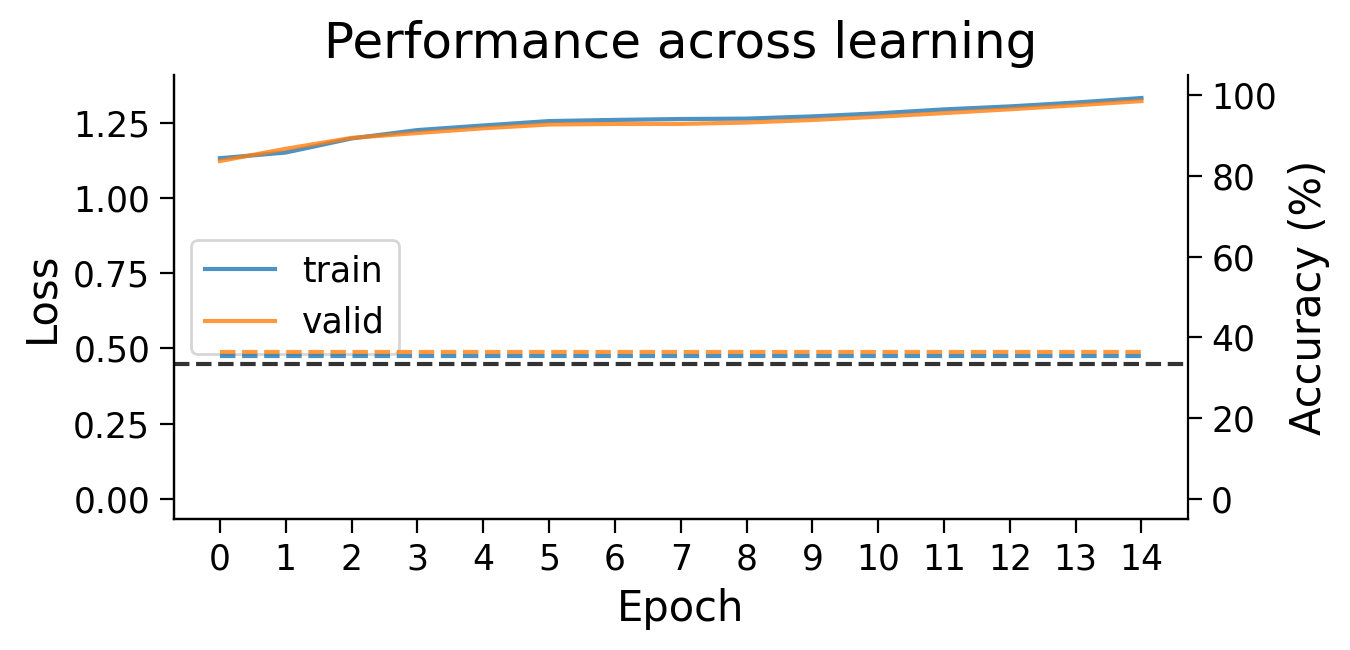 Performance across learning
Loss
1.25
1.00
0.75
0.50
0.25
0.00
train
valid
100
80
60
40
20
0
Accuracy (%)
0 1 2 3 4 5 6 7 8 9 10 11 12 13 14
Epoch